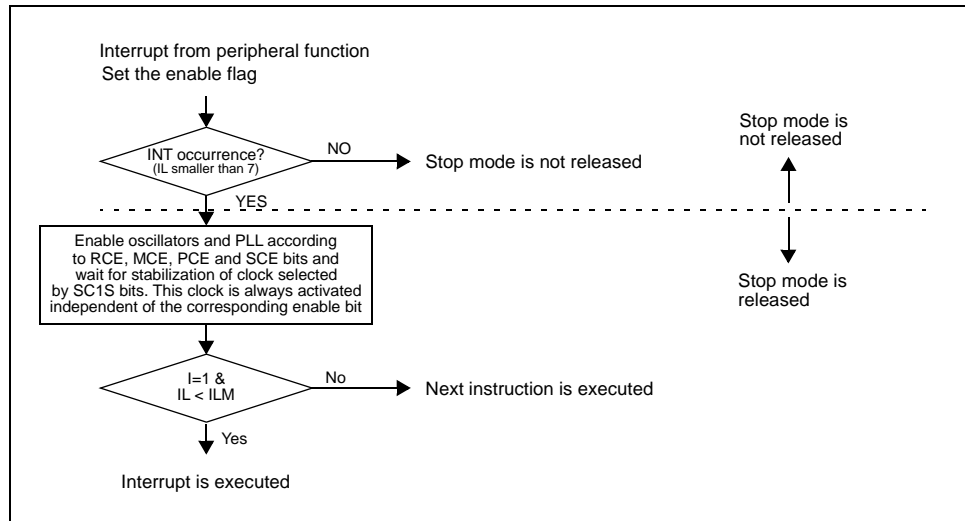 Interrupt from peripheral function
Set the enable flag
INT occurrence?
(IL smaller than 7)
NO
Stop mode is not released
YES
Stop mode is
not released
Stop mode is
released
Enable oscillators and PLL according
to RCE, MCE, PCE and SCE bits and
wait for stabilization of clock selected
by SC1S bits. This clock is always activated
independent of the corresponding enable bit
I=1 &
IL < ILM
No
Next instruction is executed
Yes
Interrupt is executed